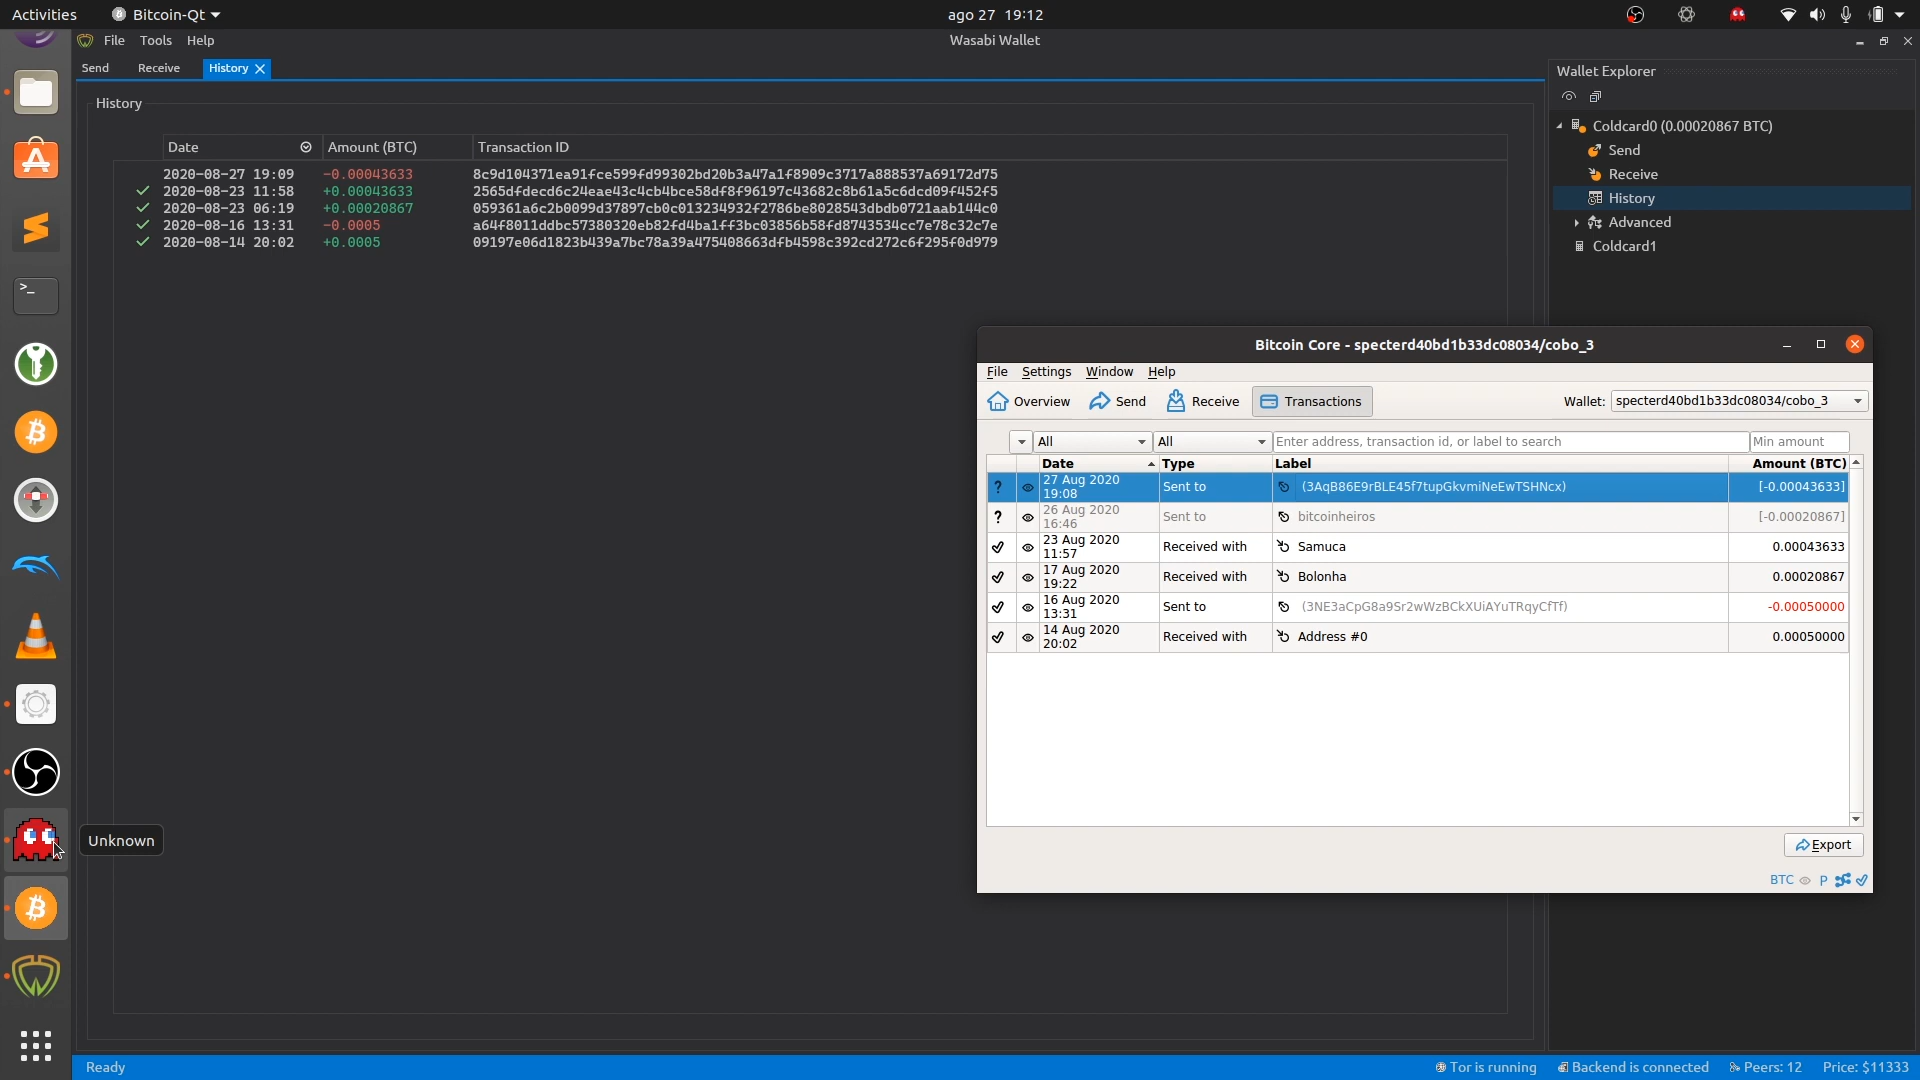 Activities
Bitcoin-Qt
ago 27 19:12
File Tools Help
Wasabi Wallet
Send Receive History
Wallet Explorer
History
Date Amount (BTC) Transaction ID
2020-08-27 19:09 -0.00043633 8c9d104371ea91fce599fd99302bd20b3a47a1f8909c3717a888537a69172d75
2020-08-23 11:58 +0.00043633 2565dfdecd6c24eae43c4cb4bce58df8f96197c43682c8b61a5c6dcd09f452f5
2020-08-23 06:19 +0.00020867 059361a6c2b0099d37897cb0c013234932f2786be8028543dbdb0721aab144c0
2020-08-16 13:31 -0.0005 a64f8011ddbc57380320eb82fd4ba1ff3bc03856b58fd8743534cc7e78c32c7e
2020-08-14 20:02 +0.0005 09197e06d1823b439a7bc78a39a475408663dfb4598c392cd272c6f295f0d979
Coldcard0 (0.00020867 BTC)
Send
Receive
History
Advanced
Coldcard1
Bitcoin Core - specterd40bd1b33dc08034/cobo_3
File Settings Window Help
Overview Send Receive Transactions
Wallet: specterd40bd1b33dc08034/cobo_3
All All Enter address, transaction id, or label to search Min amount
Date Type Label Amount (BTC)
27 Aug 2020
19:08
Sent to (3AqB86E9rBLE45f7tupGkvmiNeEwTSHNcx) [-0.00043633]
26 Aug 2020
16:46
Sent to bitcoinheiros [-0.00020867]
23 Aug 2020
11:57
Received with Samuca 0.00043633
17 Aug 2020
19:22
Received with Bolonha 0.00020867
16 Aug 2020
13:31
Sent to (3NE3aCpG8a9Sr2wWzBCkXUiAYuTRqyCfTf) -0.00050000
14 Aug 2020
20:02
Received with Address #0 0.00050000
Export
BTC P
Unknown
Ready
Tor is running Backend is connected Peers: 12 Price: $11333